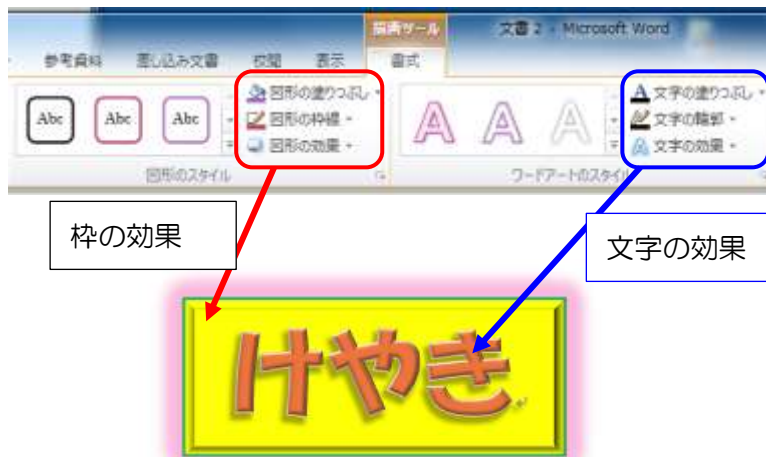 描画ツール 文書 2 - Microsoft Word
参考資料 差し込み文書 校閲 表示 書式
Abc Abc Abc 図形の塗りつぶし A A A 文字の塗りつぶし
図形の枠線 文字の輪郭
図形の効果 文字の効果
図形のスタイル ワードアートのスタイル
枠の効果 文字の効果
けやき